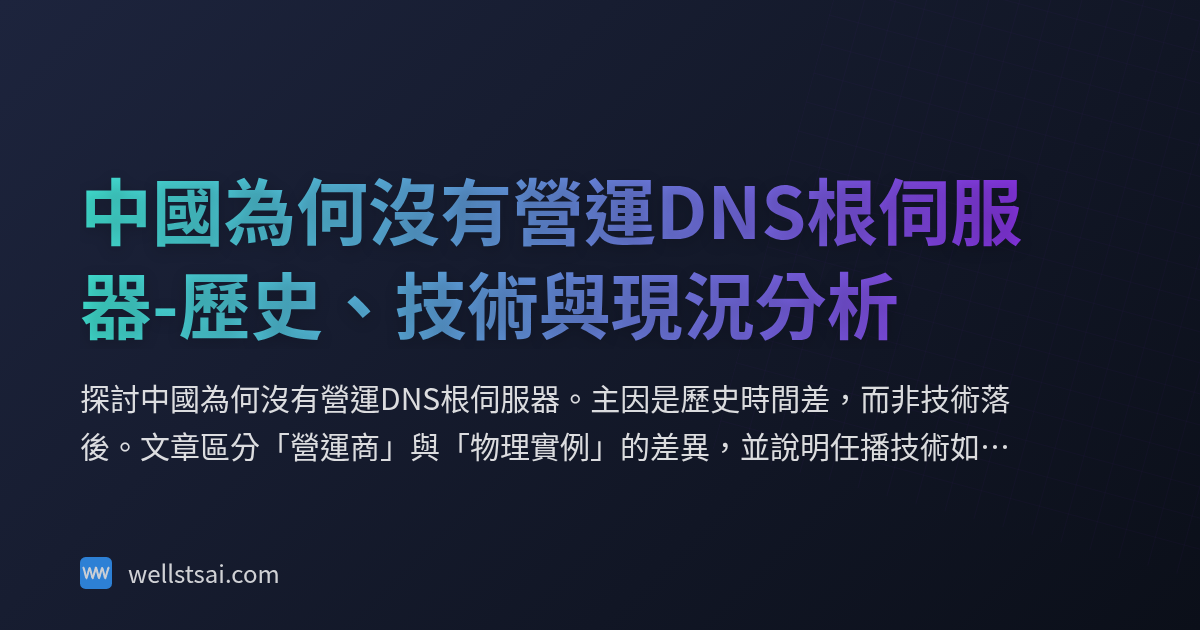 中國為何沒有營運DNS根伺服
器-歷史、技術與現況分析
探討中國為何沒有營運DNS根伺服器。主因是歷史時間差，而非技術落
後。文章區分「營運商」與「物理實例」的差異，並說明任播技術如…
wellstsai.com